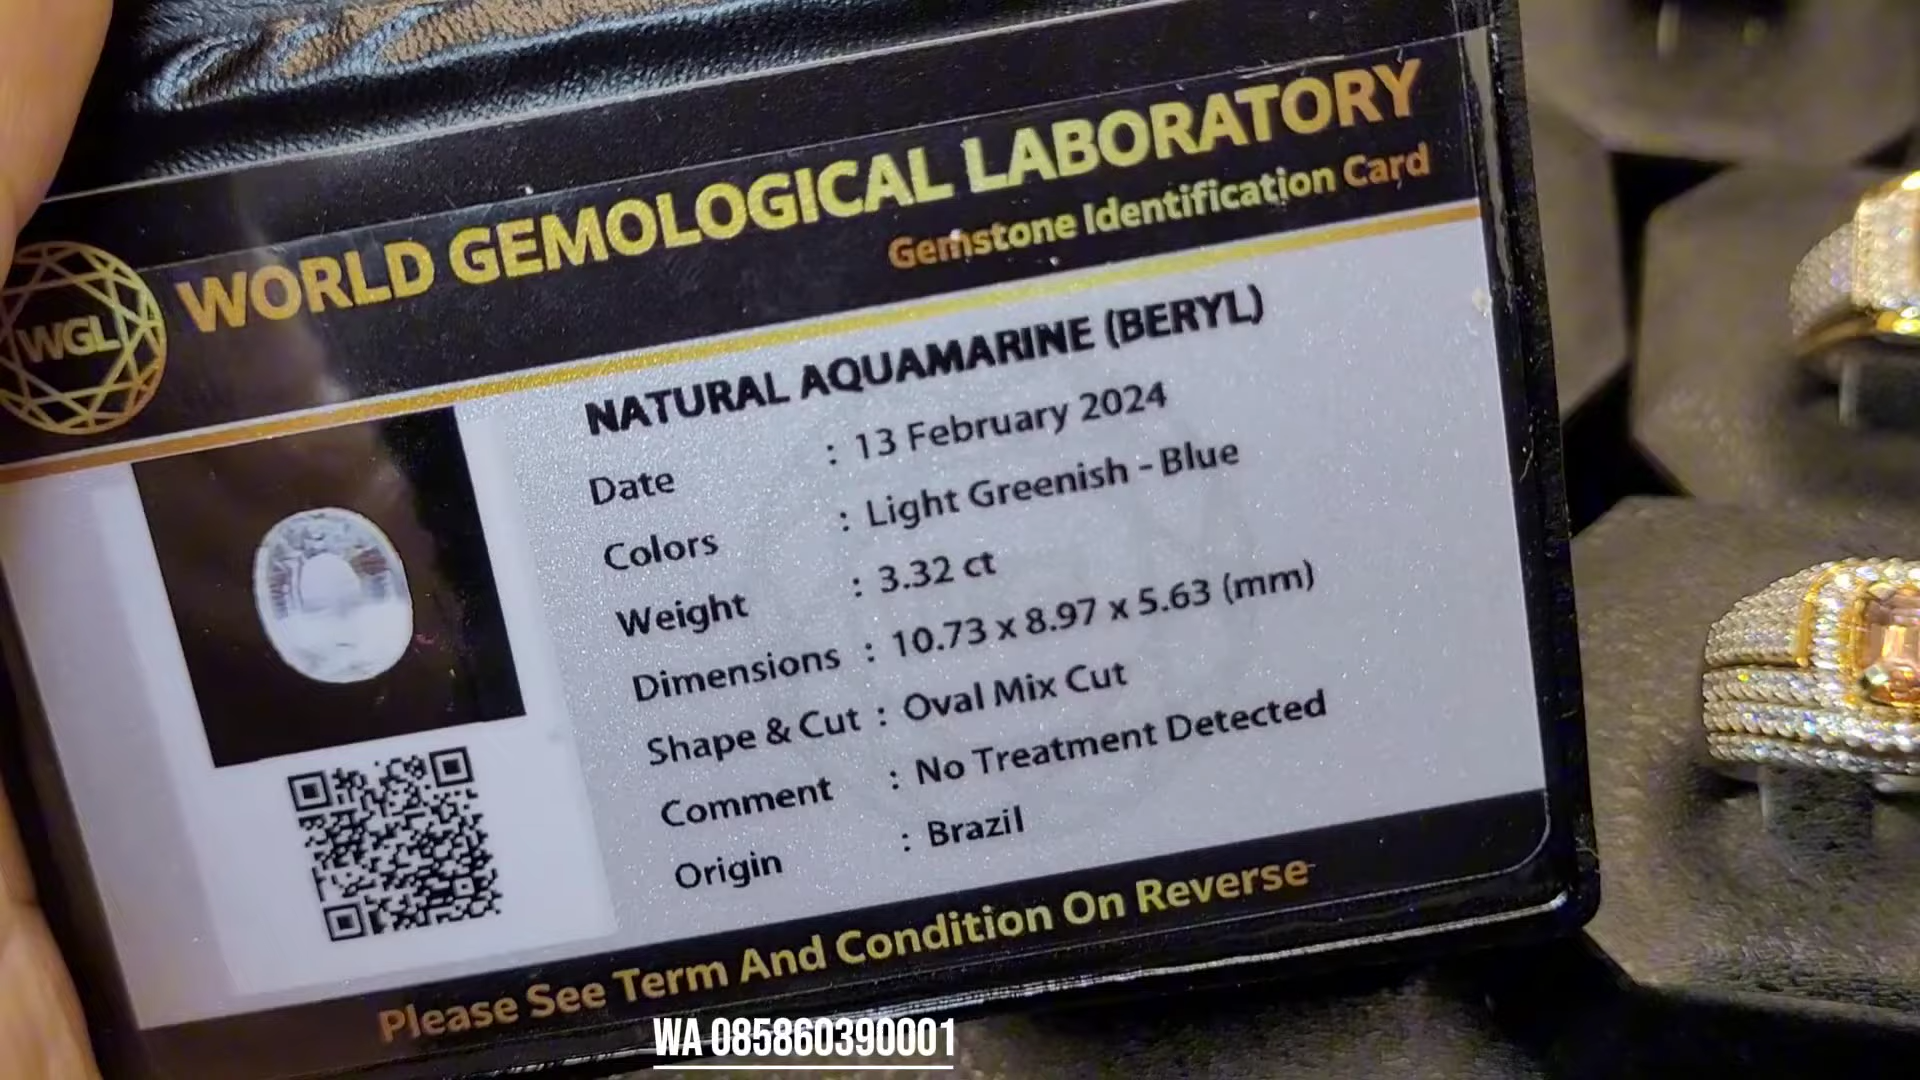 WORLD GEMOLOGICAL LABORATORY
Gemstone Identification Card
WGL
NATURAL AQUAMARINE (BERYL)
Date : 13 February 2024
Colors : Light Greenish - Blue
Weight : 3.32 ct
Dimensions : 10.73 x 8.97 x 5.63 (mm)
Shape & Cut : Oval Mix Cut
Comment : No Treatment Detected
Origin : Brazil
Please See Term And Condition On Reverse
WA 085860390001